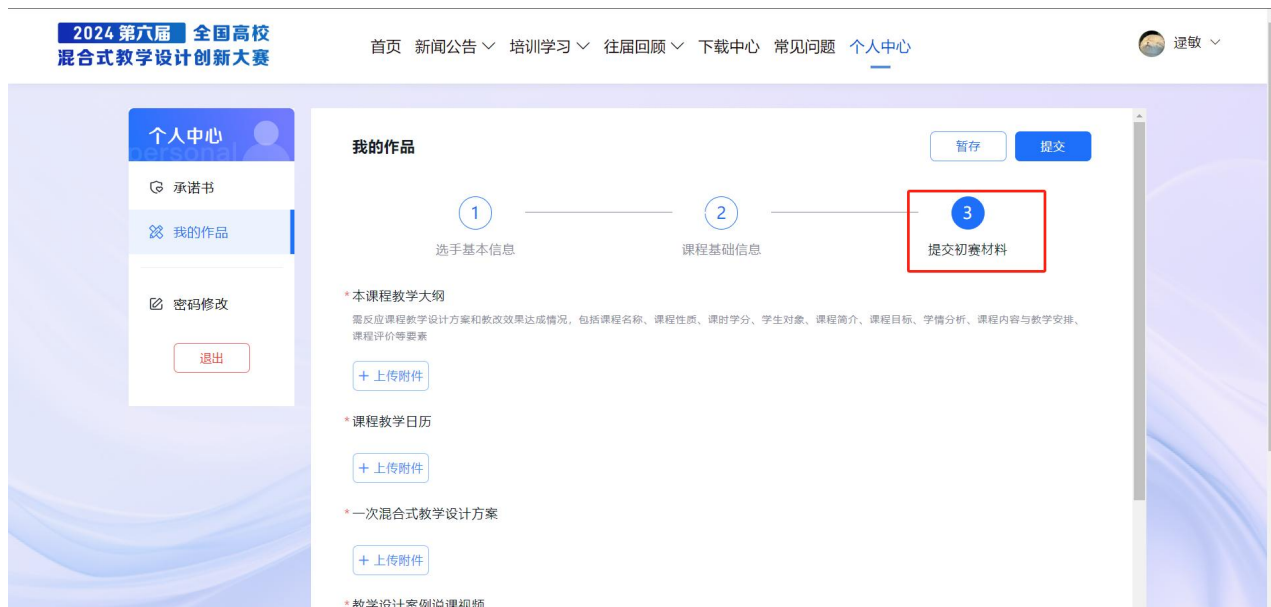 2024 第六届 全国高校
混合式教学设计创新大赛
首页 新闻公告 培训学习 往届回顾 下载中心 常见问题 个人中心
逯敏
个人中心
personal
承诺书
我的作品
密码修改
退出
我的作品
暂存
提交
1
2
3
选手基本信息
课程基础信息
提交初赛材料
*本课程教学大纲
需反应课程教学设计方案和教改效果达成情况，包括课程名称、课程性质、课时学分、学生对象、课程简介、课程目标、学情分析、课程内容与教学安排、
课程评价等要素
+ 上传附件
*课程教学日历
+ 上传附件
*一次混合式教学设计方案
+ 上传附件
*教学设计案例说课视频